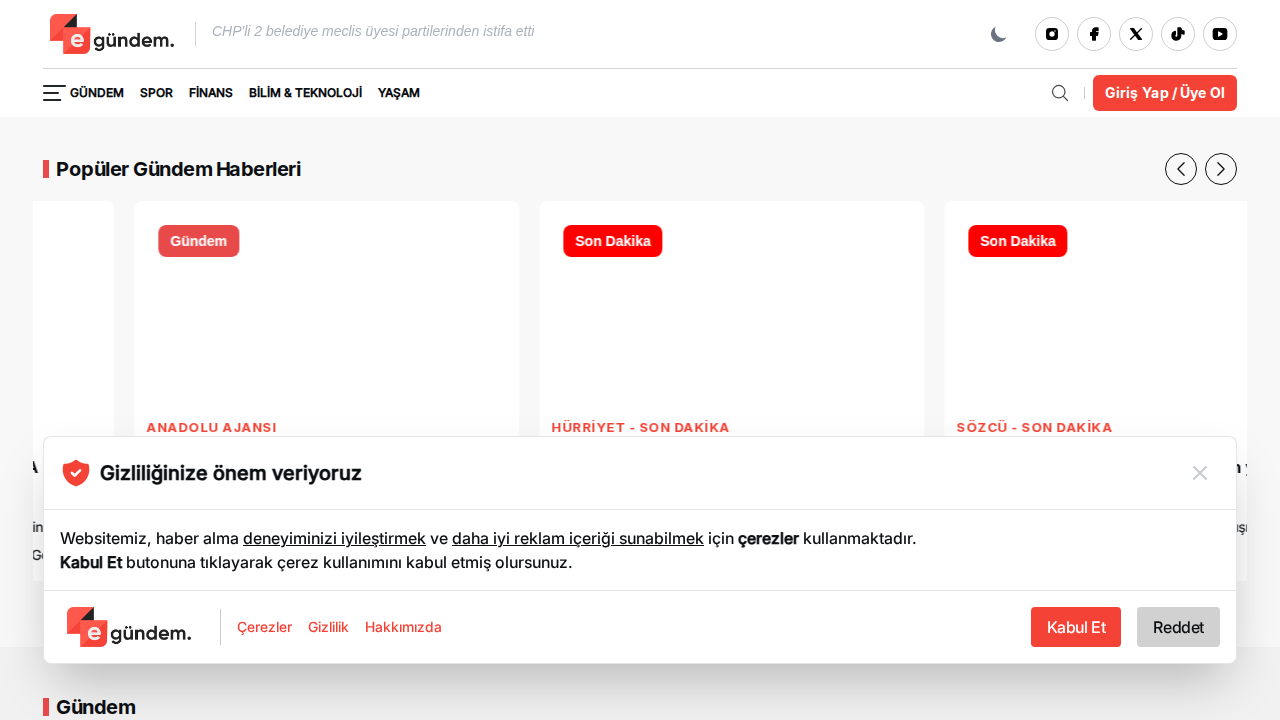 e gündem.
CHP'li 2 belediye meclis üyesi partilerinden istifa etti
GÜNDEM SPOR FİNANS BİLİM & TEKNOLOJİ YAŞAM
Giriş Yap / Üye Ol
Popüler Gündem Haberleri
Gündem
Son Dakika
Son Dakika
ANADOLU AJANSI
HÜRRİYET - SON DAKİKA
SÖZCÜ - SON DAKİKA
Gizliliğinize önem veriyoruz
Websitemiz, haber alma deneyiminizi iyileştirmek ve daha iyi reklam içeriği sunabilmek için çerezler kullanmaktadır.
Kabul Et butonuna tıklayarak çerez kullanımını kabul etmiş olursunuz.
e gündem.
Çerezler Gizlilik Hakkımızda
Kabul Et Reddet
Gündem